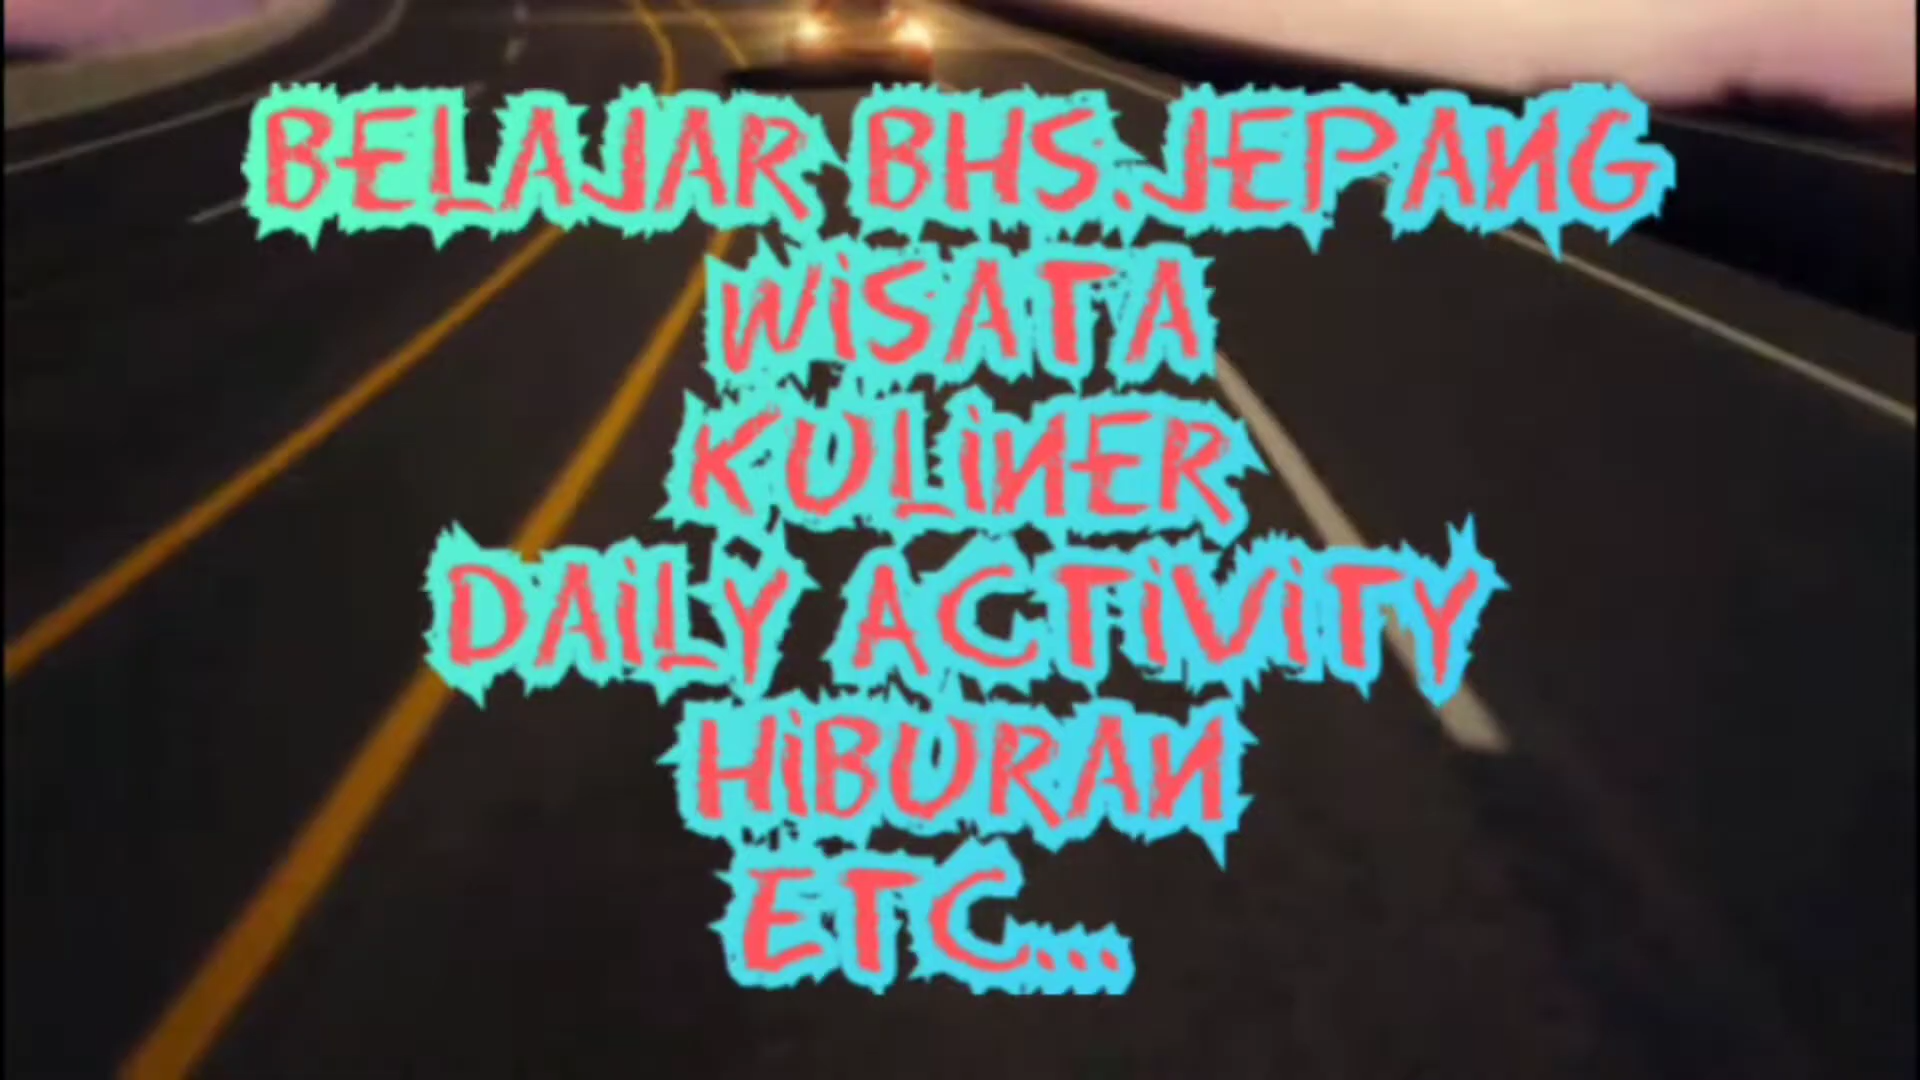 BELAJAR BHS.JEPANG
WiSATA
KULiNER
DAiLY ACTiViTY
HiBURAN
ETC...